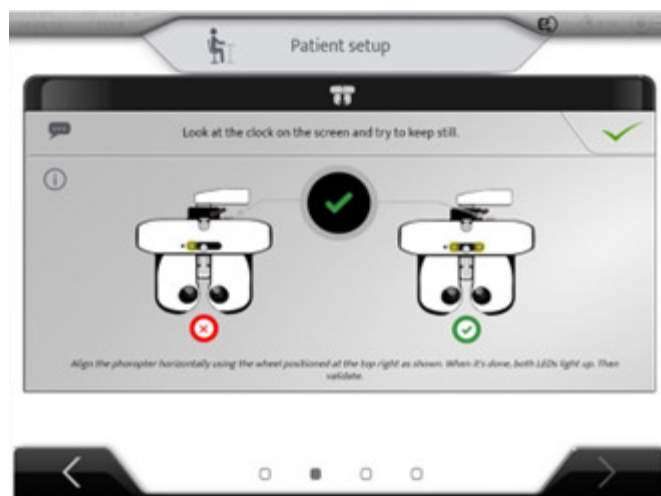 Patient setup
Look at the clock on the screen and try to keep still.
Align the phoropter horizontally using the wheel positioned at the top right as shown. When it's done, both LEDs light up. Then
validate.